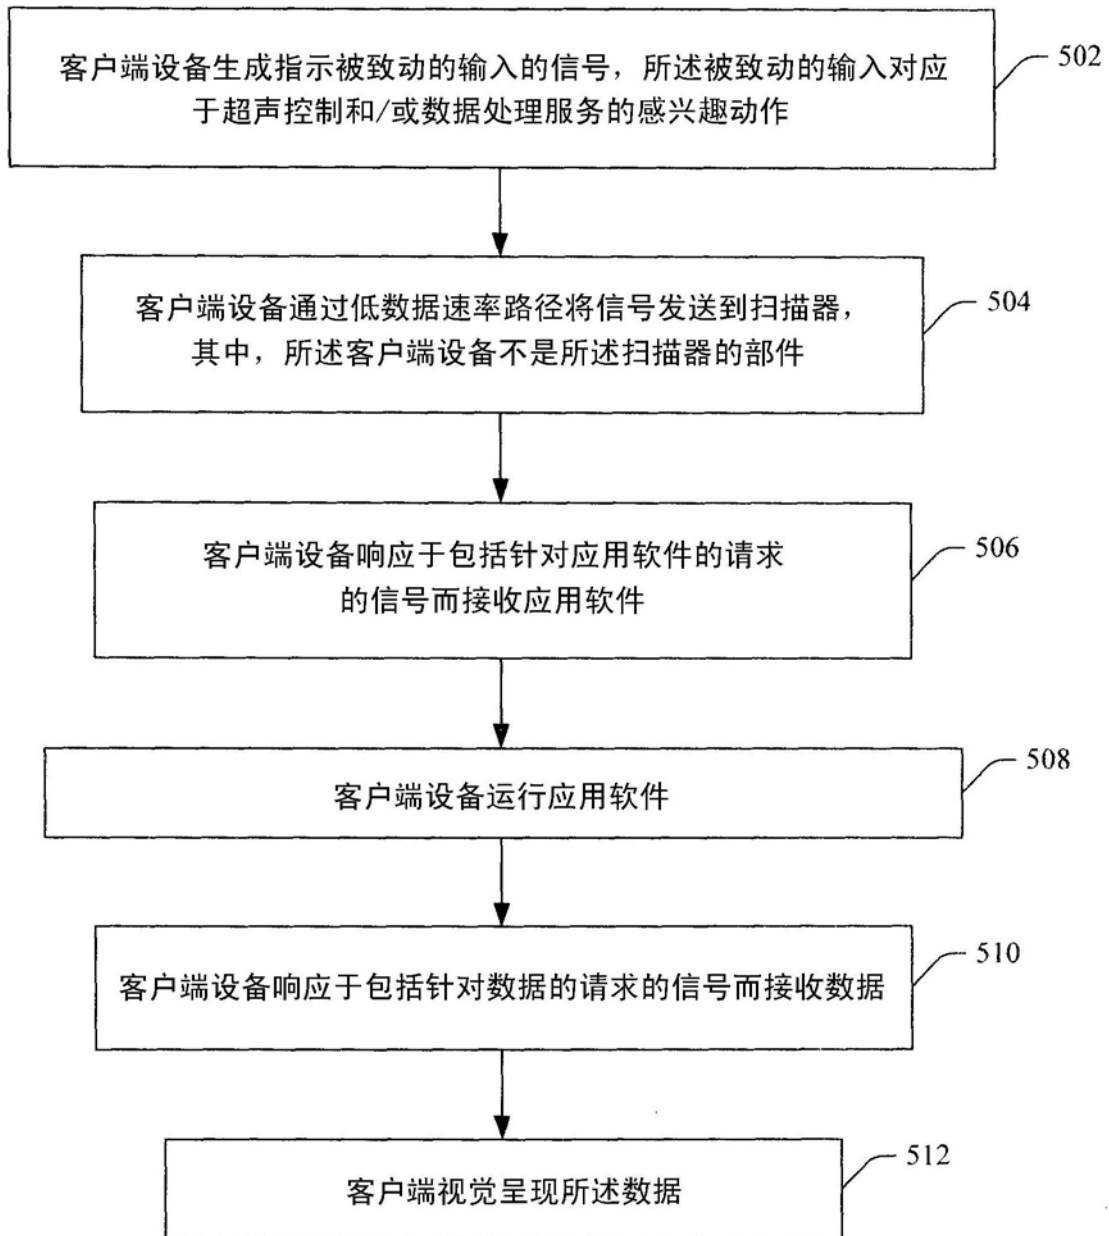 客户端设备生成指示被致动的输入的信号，所述被致动的输入对应
于超声控制和/或数据处理服务的感兴趣动作
502
客户端设备通过低数据速率路径将信号发送到扫描器，
其中，所述客户端设备不是所述扫描器的部件
504
客户端设备响应于包括针对应用软件的请求
的信号而接收应用软件
506
客户端设备运行应用软件
508
客户端设备响应于包括针对数据的请求的信号而接收数据
510
客户端视觉呈现所述数据
512